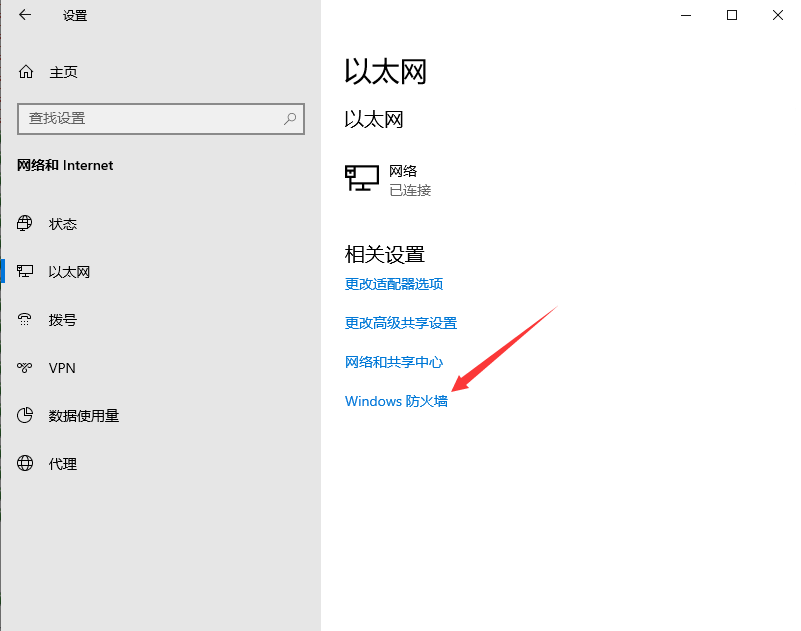 设置
主页
查找设置
网络和 Internet
状态
以太网
拨号
VPN
数据使用量
代理
以太网
以太网
网络
已连接
相关设置
更改适配器选项
更改高级共享设置
网络和共享中心
Windows 防火墙